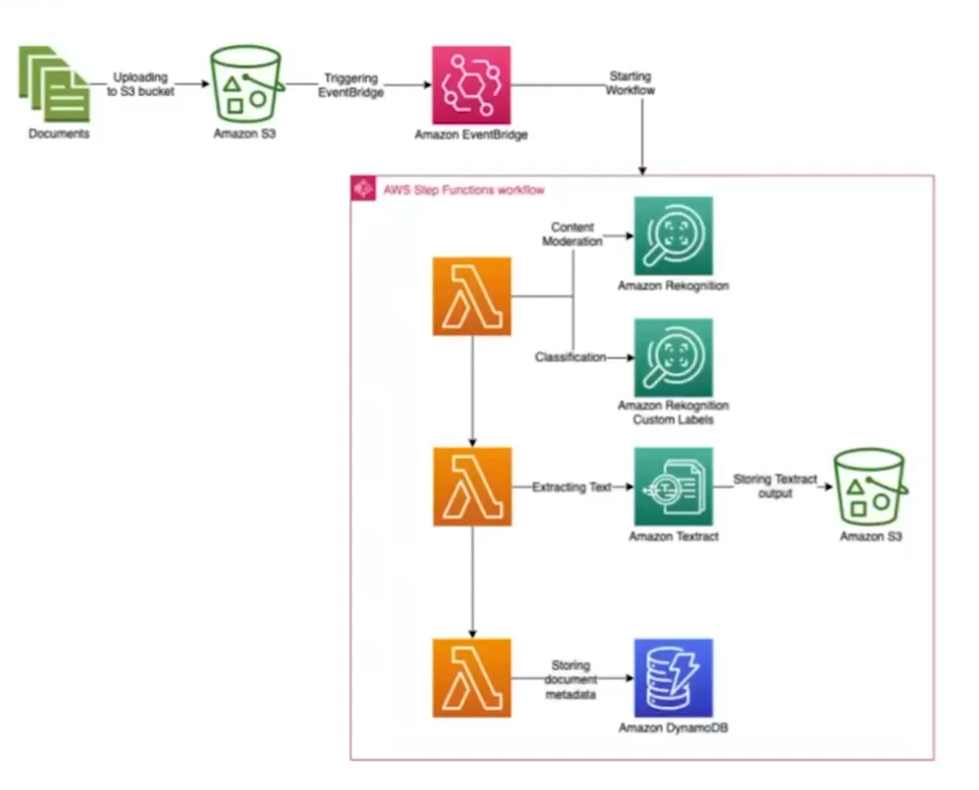 Uploading
to S3 bucket
Triggering
EventBridge
Starting
Workflow
Documents
Amazon S3
Amazon EventBridge
AWS Step Functions workflow
Content
Moderation
Amazon Rekognition
Classification
Amazon Rekognition
Custom Labels
Extracting Text
Storing Textract
output
Amazon Textract
Amazon S3
Storing
document
metadata
Amazon DynamoDB